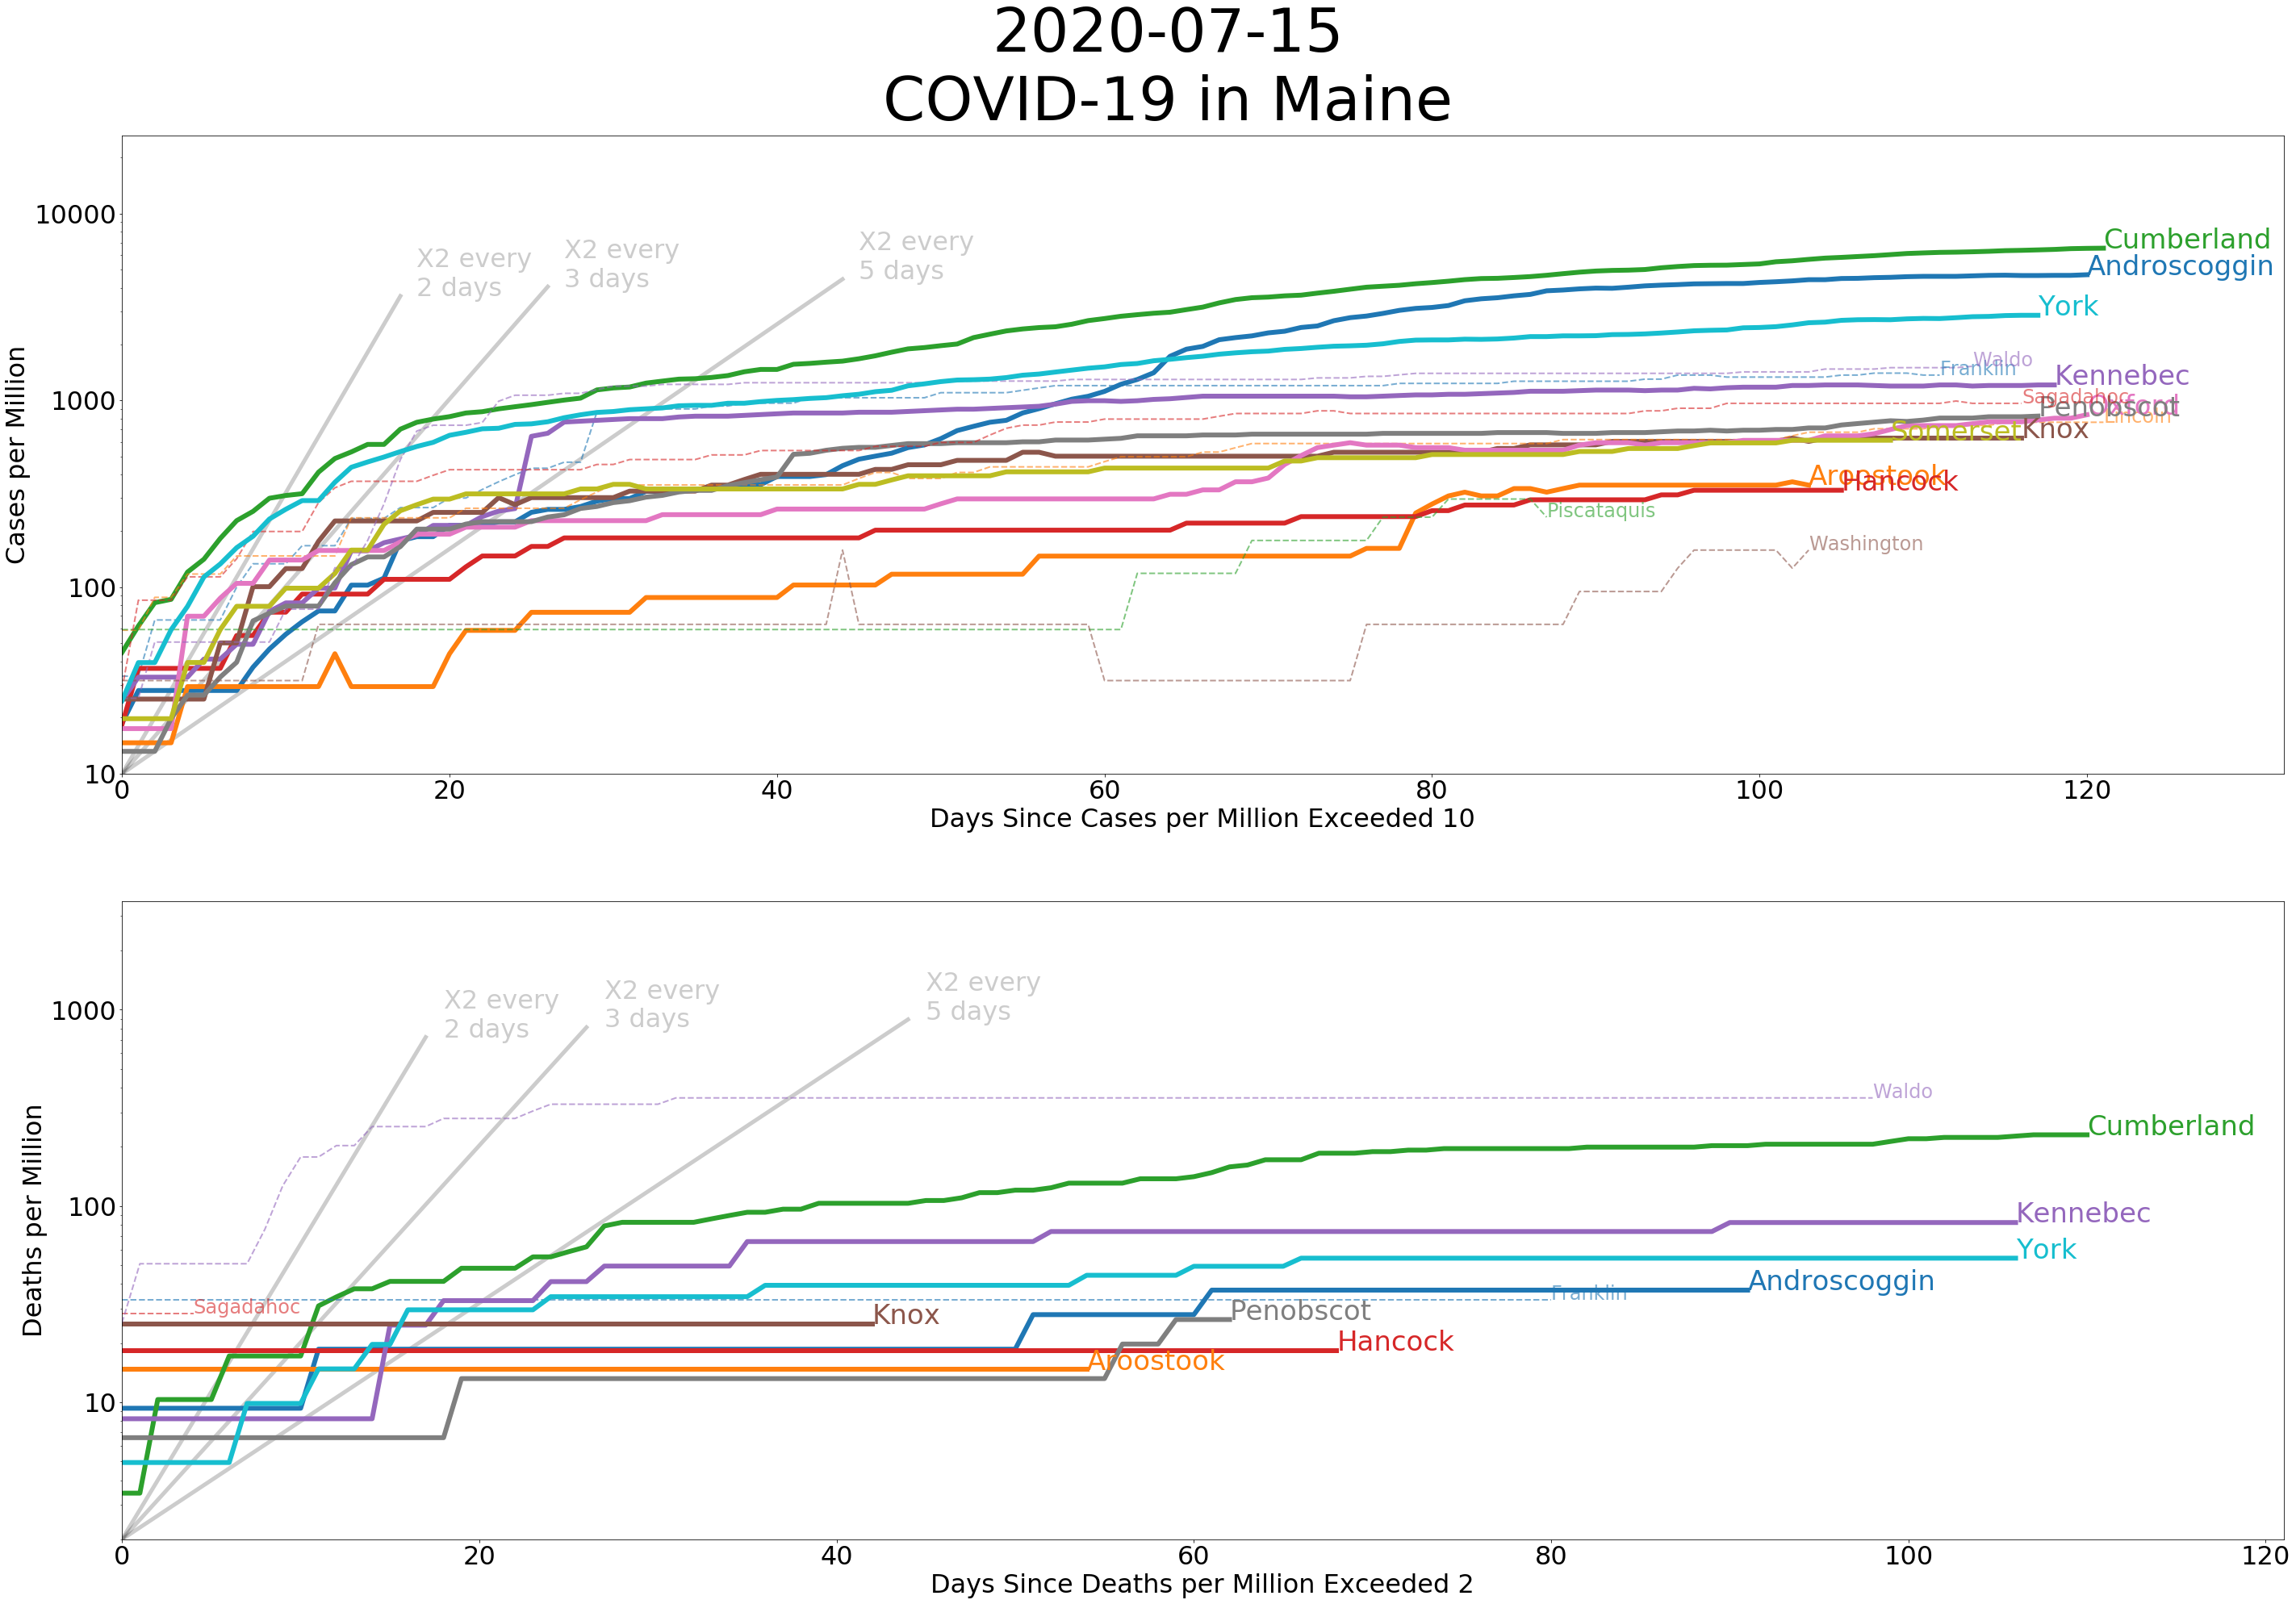 2020-07-15
COVID-19 in Maine
10000
1000
100
10
Cases per Million
X2 every
2 days
X2 every
3 days
X2 every
5 days
Cumberland
Androscoggin
York
Waldo
Franklin
Kennebec
Sagadahoc
Oxford
Penobscot
Lincoln
Somerset
Knox
Aroostook
Hancock
Piscataquis
Washington
0 20 40 60 80 100 120
Days Since Cases per Million Exceeded 10
1000
100
10
Deaths per Million
X2 every
2 days
X2 every
3 days
X2 every
5 days
Waldo
Cumberland
Kennebec
York
Androscoggin
Franklin
Sagadahoc
Knox
Penobscot
Hancock
Aroostook
0 20 40 60 80 100 120
Days Since Deaths per Million Exceeded 2